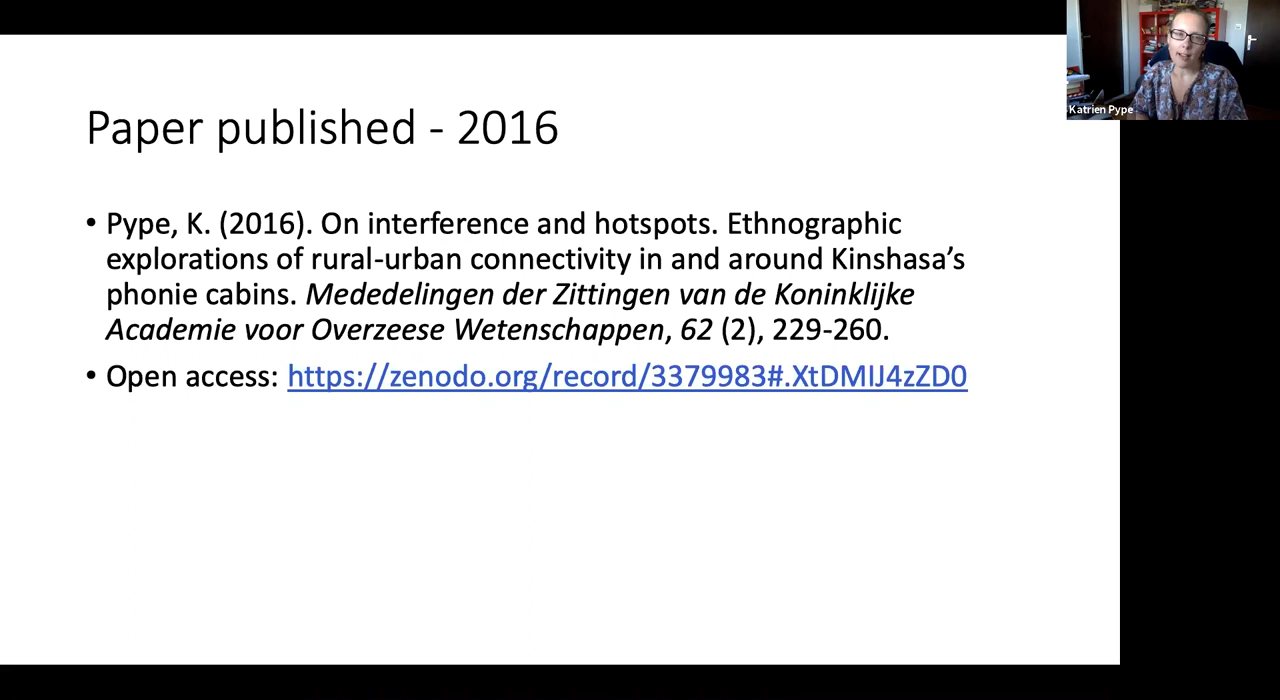 Katrien Pype
Paper published - 2016
• Pype, K. (2016). On interference and hotspots. Ethnographic
explorations of rural-urban connectivity in and around Kinshasa’s
phonie cabins. Mededelingen der Zittingen van de Koninklijke
Academie voor Overzeese Wetenschappen, 62 (2), 229-260.
• Open access: https://zenodo.org/record/3379983#.XtDMIJ4zZD0